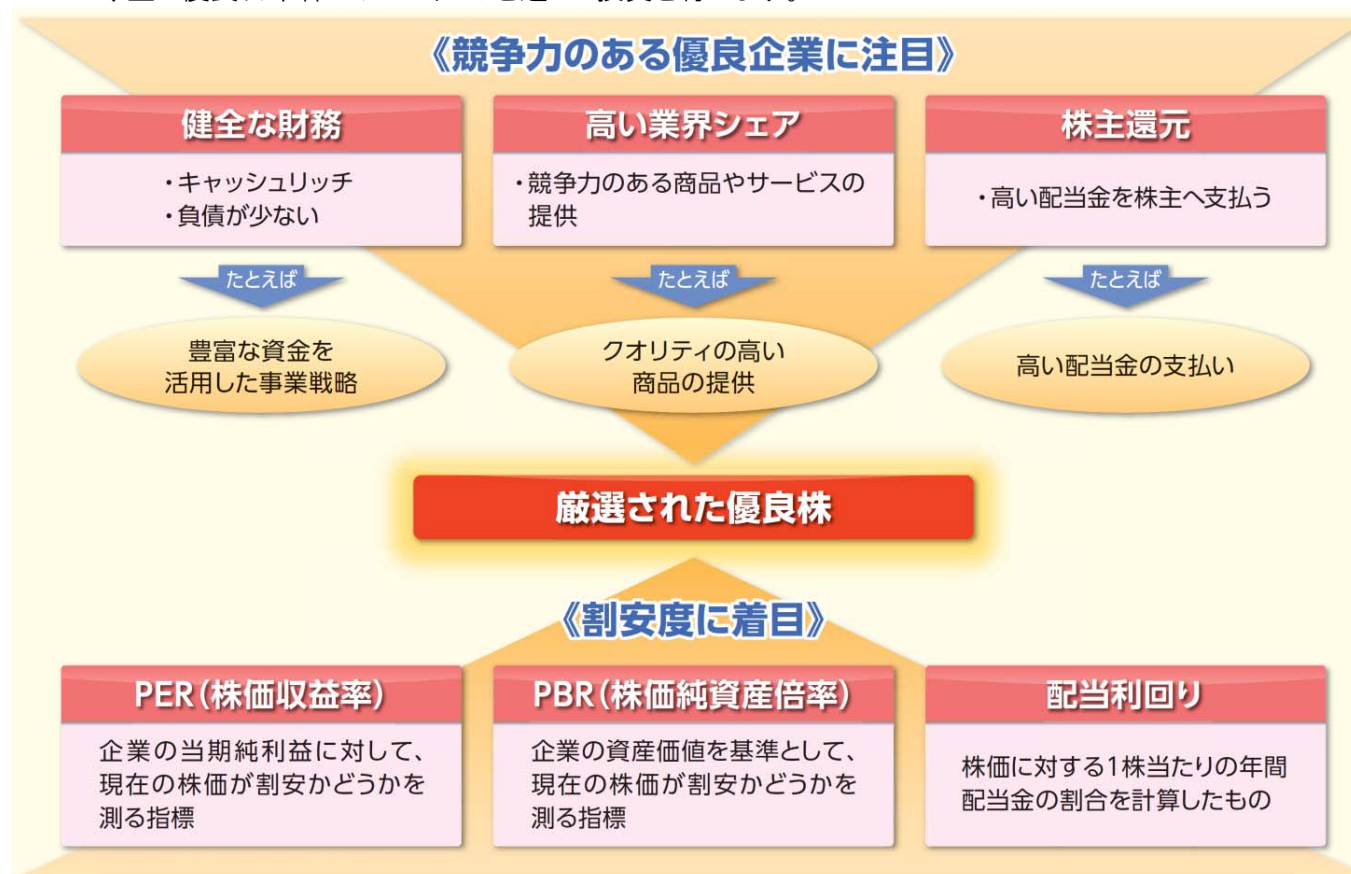 《競争力のある優良企業に注目》
健全な財務
・キャッシュリッチ
・負債が少ない
高い業界シェア
・競争力のある商品やサービスの
提供
株主還元
・高い配当金を株主へ支払う
たとえば
たとえば
たとえば
豊富な資金を
活用した事業戦略
クオリティの高い
商品の提供
高い配当金の支払い
厳選された優良株
《割安度に着目》
PER(株価収益率)
企業の当期純利益に対して、
現在の株価が割安かどうかを
測る指標
PBR(株価純資産倍率)
企業の資産価値を基準として、
現在の株価が割安かどうかを
測る指標
配当利回り
株価に対する1株当たりの年間
配当金の割合を計算したもの